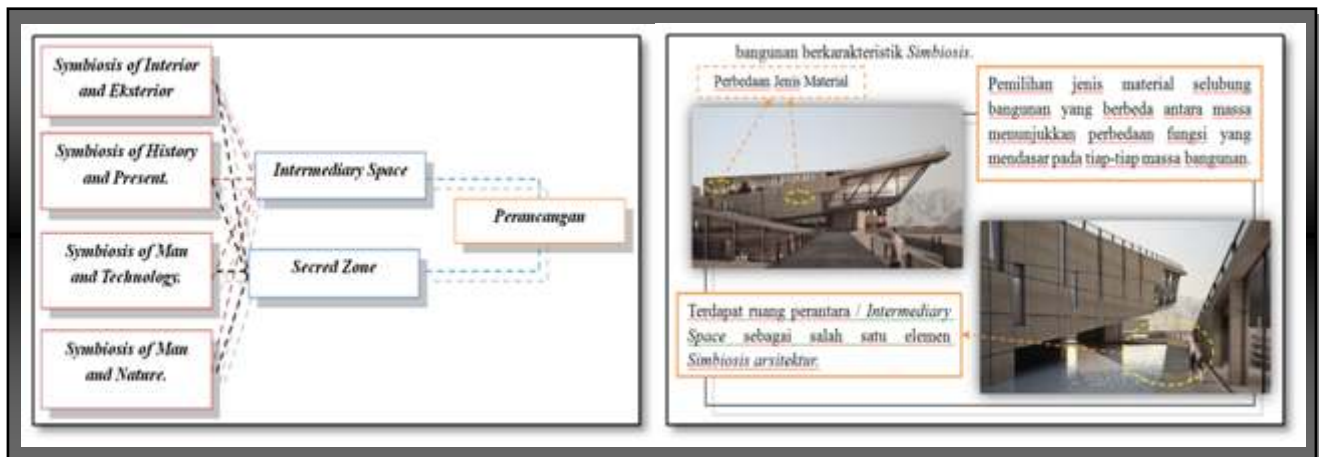 Symbiosis of Interior
and Eksterior
Symbiosis of History
and Present.
Symbiosis of Man
and Technology.
Symbiosis of Man
and Nature.
Intermediary Space
Secred Zone
Perancangan
bangunan berkarakteristik Simbiosis.
Perbedaan Jenis Material
Pemilihan jenis material selubung
bangunan yang berbeda antara massa
menunjukkan perbedaan fungsi yang
mendasar pada tiap-tiap massa bangunan.
Terdapat ruang perantara / Intermediary
Space sebagai salah satu elemen
Simbiosis arsitektur.